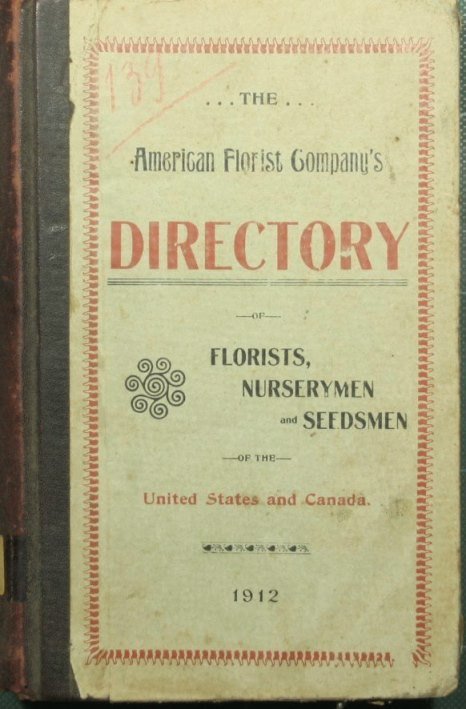 139
...THE...
American Florist Company's
DIRECTORY
—OF—
FLORISTS,
NURSERYMEN
and SEEDSMEN
—OF THE—
United States and Canada.
1912